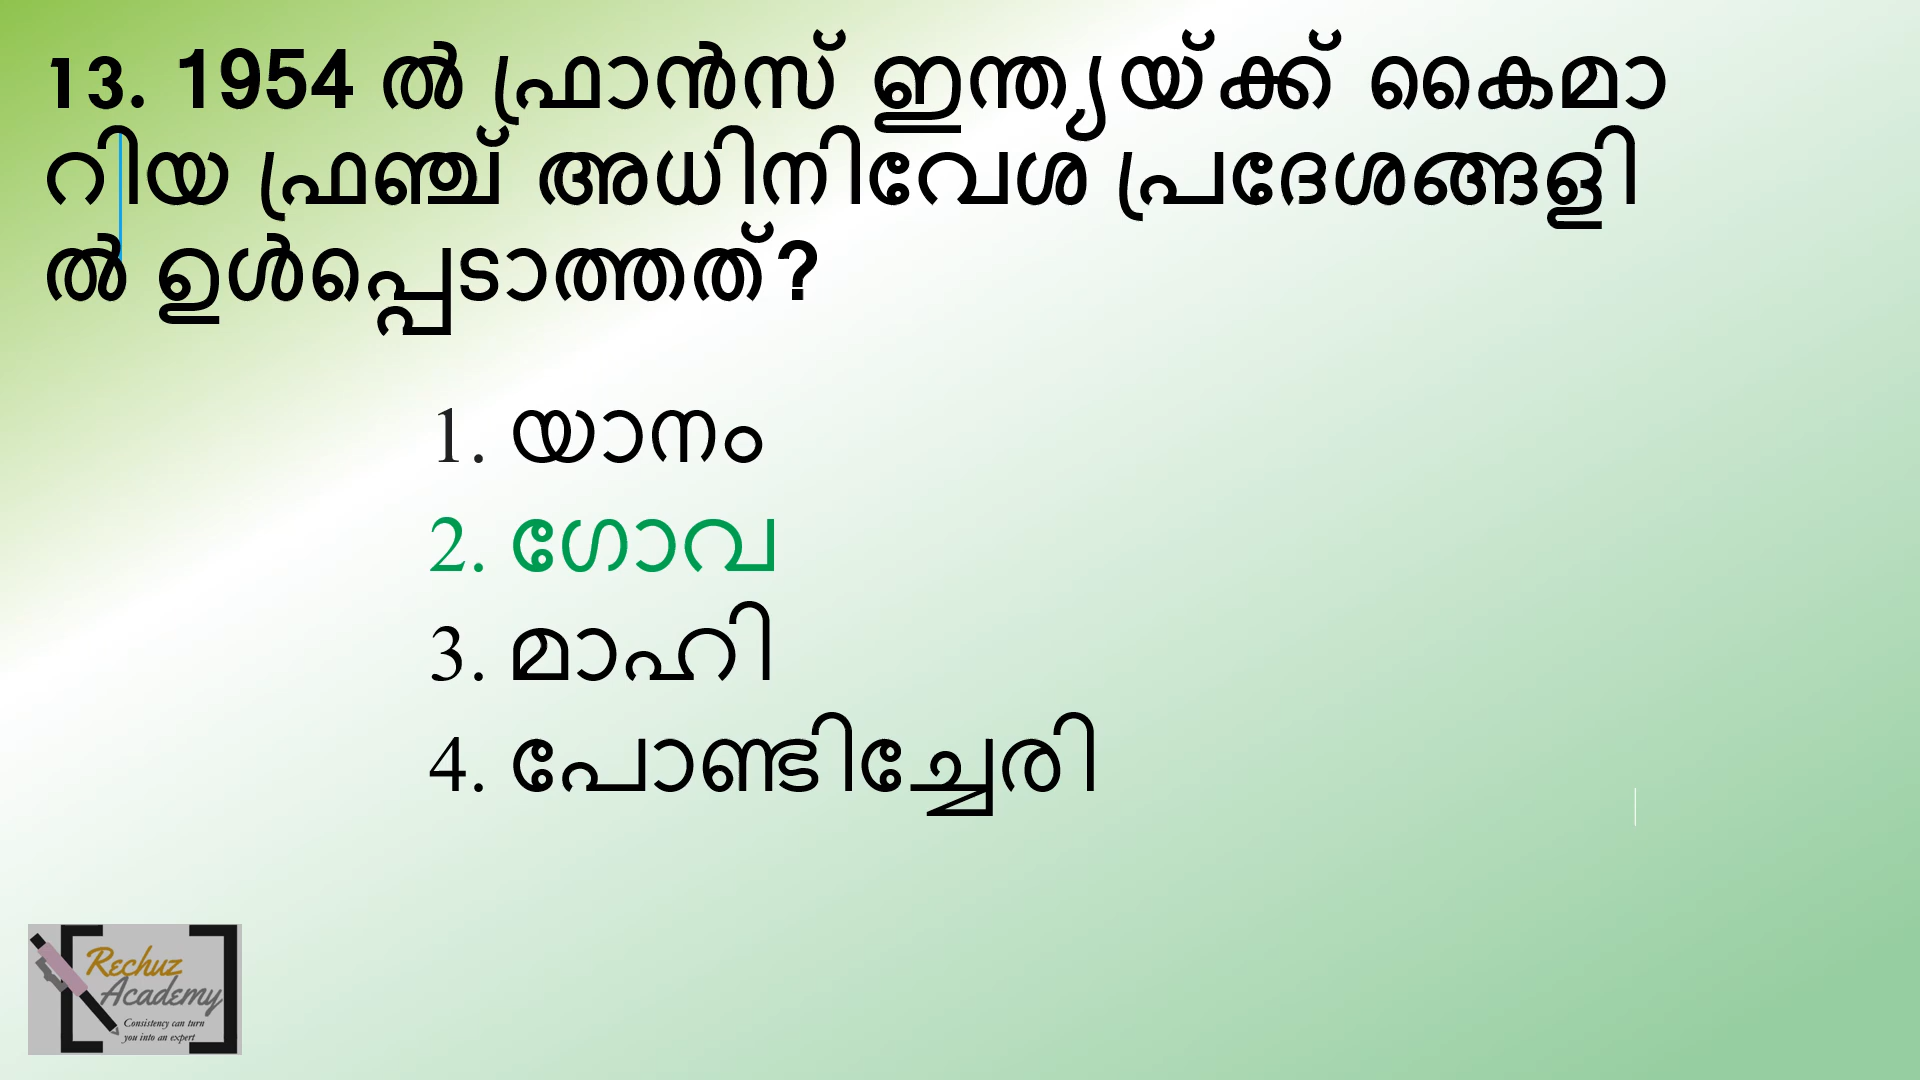 13. 1954 ൽ ഫ്രാൻസ് ഇന്ത്യയ്ക്ക് കൈമാ
റിയ ഫ്രഞ്ച് അധിനിവേശ പ്രദേശങ്ങളി
ൽ ഉൾപ്പെടാത്തത്?
1. യാനം
2. ഗോവ
3. മാഹി
4. പോണ്ടിച്ചേരി
Rechuz
Academy
Consistency can turn
you into an expert